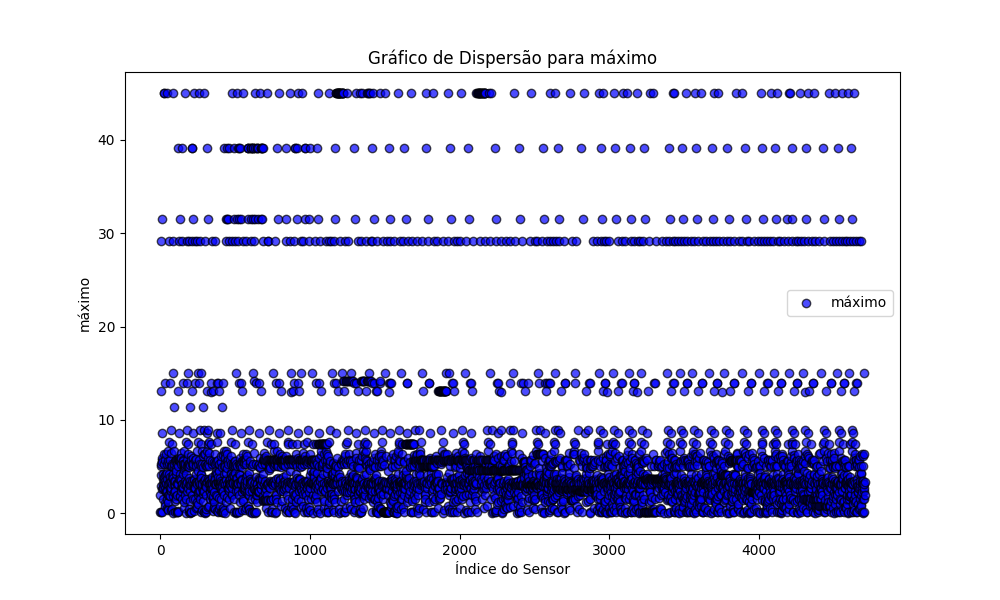 Gráfico de Dispersão para máximo
máximo
40
30
20
10
0
máximo
0 1000 2000 3000 4000
Índice do Sensor